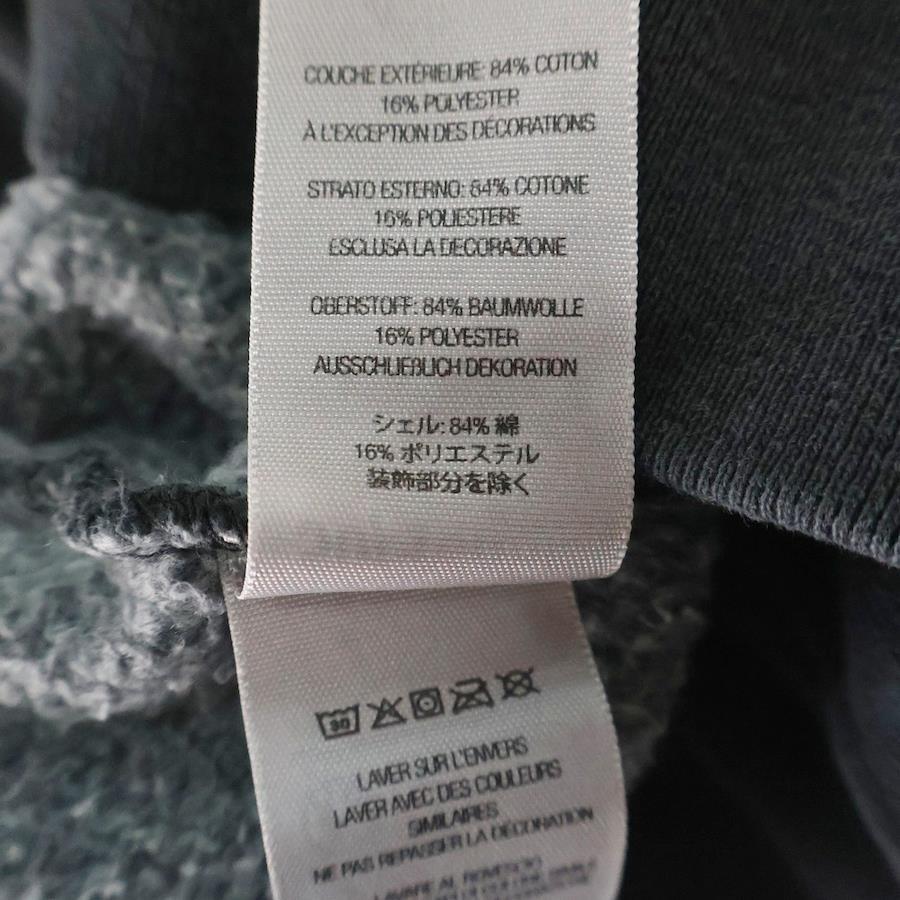 COUCHE EXTÉRIEURE: 84% COTON
16% POLYESTER
À L'EXCEPTION DES DÉCORATIONS
STRATO ESTERNO: 84% COTONE
16% POLIESTERE
ESCLUSA LA DECORAZIONE
OBERSTOFF: 84% BAUMWOLLE
16% POLYESTER
AUSSCHLIEßLICH DEKORATION
シェル: 84% 綿
16% ポリエステル
装飾部分を除く
30
LAVER SUR L'ENVERS
LAVER AVEC DES COULEURS
SIMILAIRES
NE PAS REPASSER LA DÉCORATION
LAVARE AL ROVESCIO